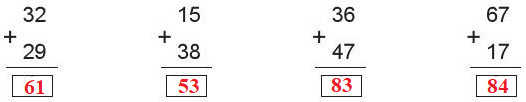 32 15 36 67
+ + + +
29 38 47 17
61 53 83 84